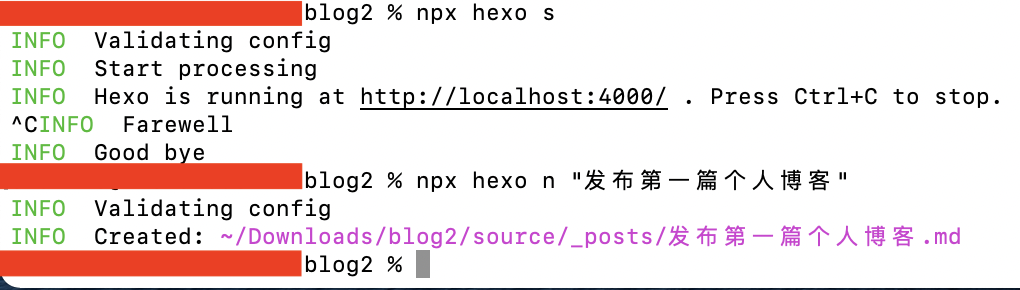 blog2 % npx hexo s
INFO  Validating config
INFO  Start processing
INFO  Hexo is running at http://localhost:4000/ . Press Ctrl+C to stop.
^CINFO  Farewell
INFO  Good bye
blog2 % npx hexo n "发布第一篇个人博客"
INFO  Validating config
INFO  Created: ~/Downloads/blog2/source/_posts/发布第一篇个人博客.md
blog2 %